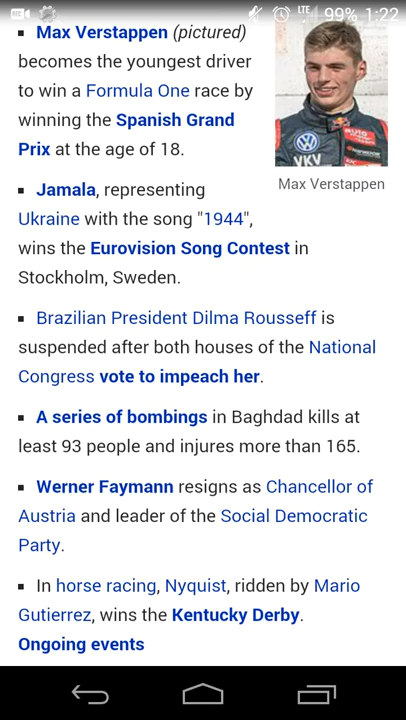 REC LTE 99% 1:22
▪ Max Verstappen (pictured)
becomes the youngest driver
to win a Formula One race by
winning the Spanish Grand
Prix at the age of 18.
VKV
Max Verstappen
▪ Jamala, representing
Ukraine with the song "1944",
wins the Eurovision Song Contest in
Stockholm, Sweden.
▪ Brazilian President Dilma Rousseff is
suspended after both houses of the National
Congress vote to impeach her.
▪ A series of bombings in Baghdad kills at
least 93 people and injures more than 165.
▪ Werner Faymann resigns as Chancellor of
Austria and leader of the Social Democratic
Party.
▪ In horse racing, Nyquist, ridden by Mario
Gutierrez, wins the Kentucky Derby.
Ongoing events